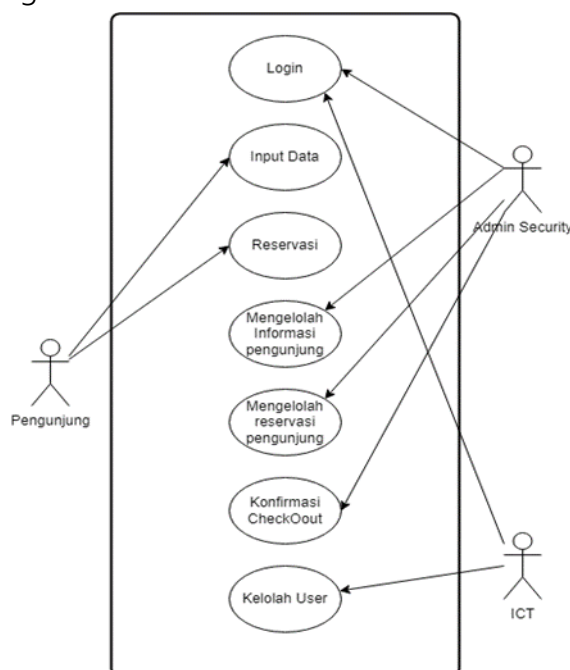 Login
Input Data
Admin Security
Reservasi
Mengelolah
Informasi
pengunjung
Pengunjung
Mengelolah
reservasi
pengunjung
Konfirmasi
CheckOout
Kelolah User
ICT